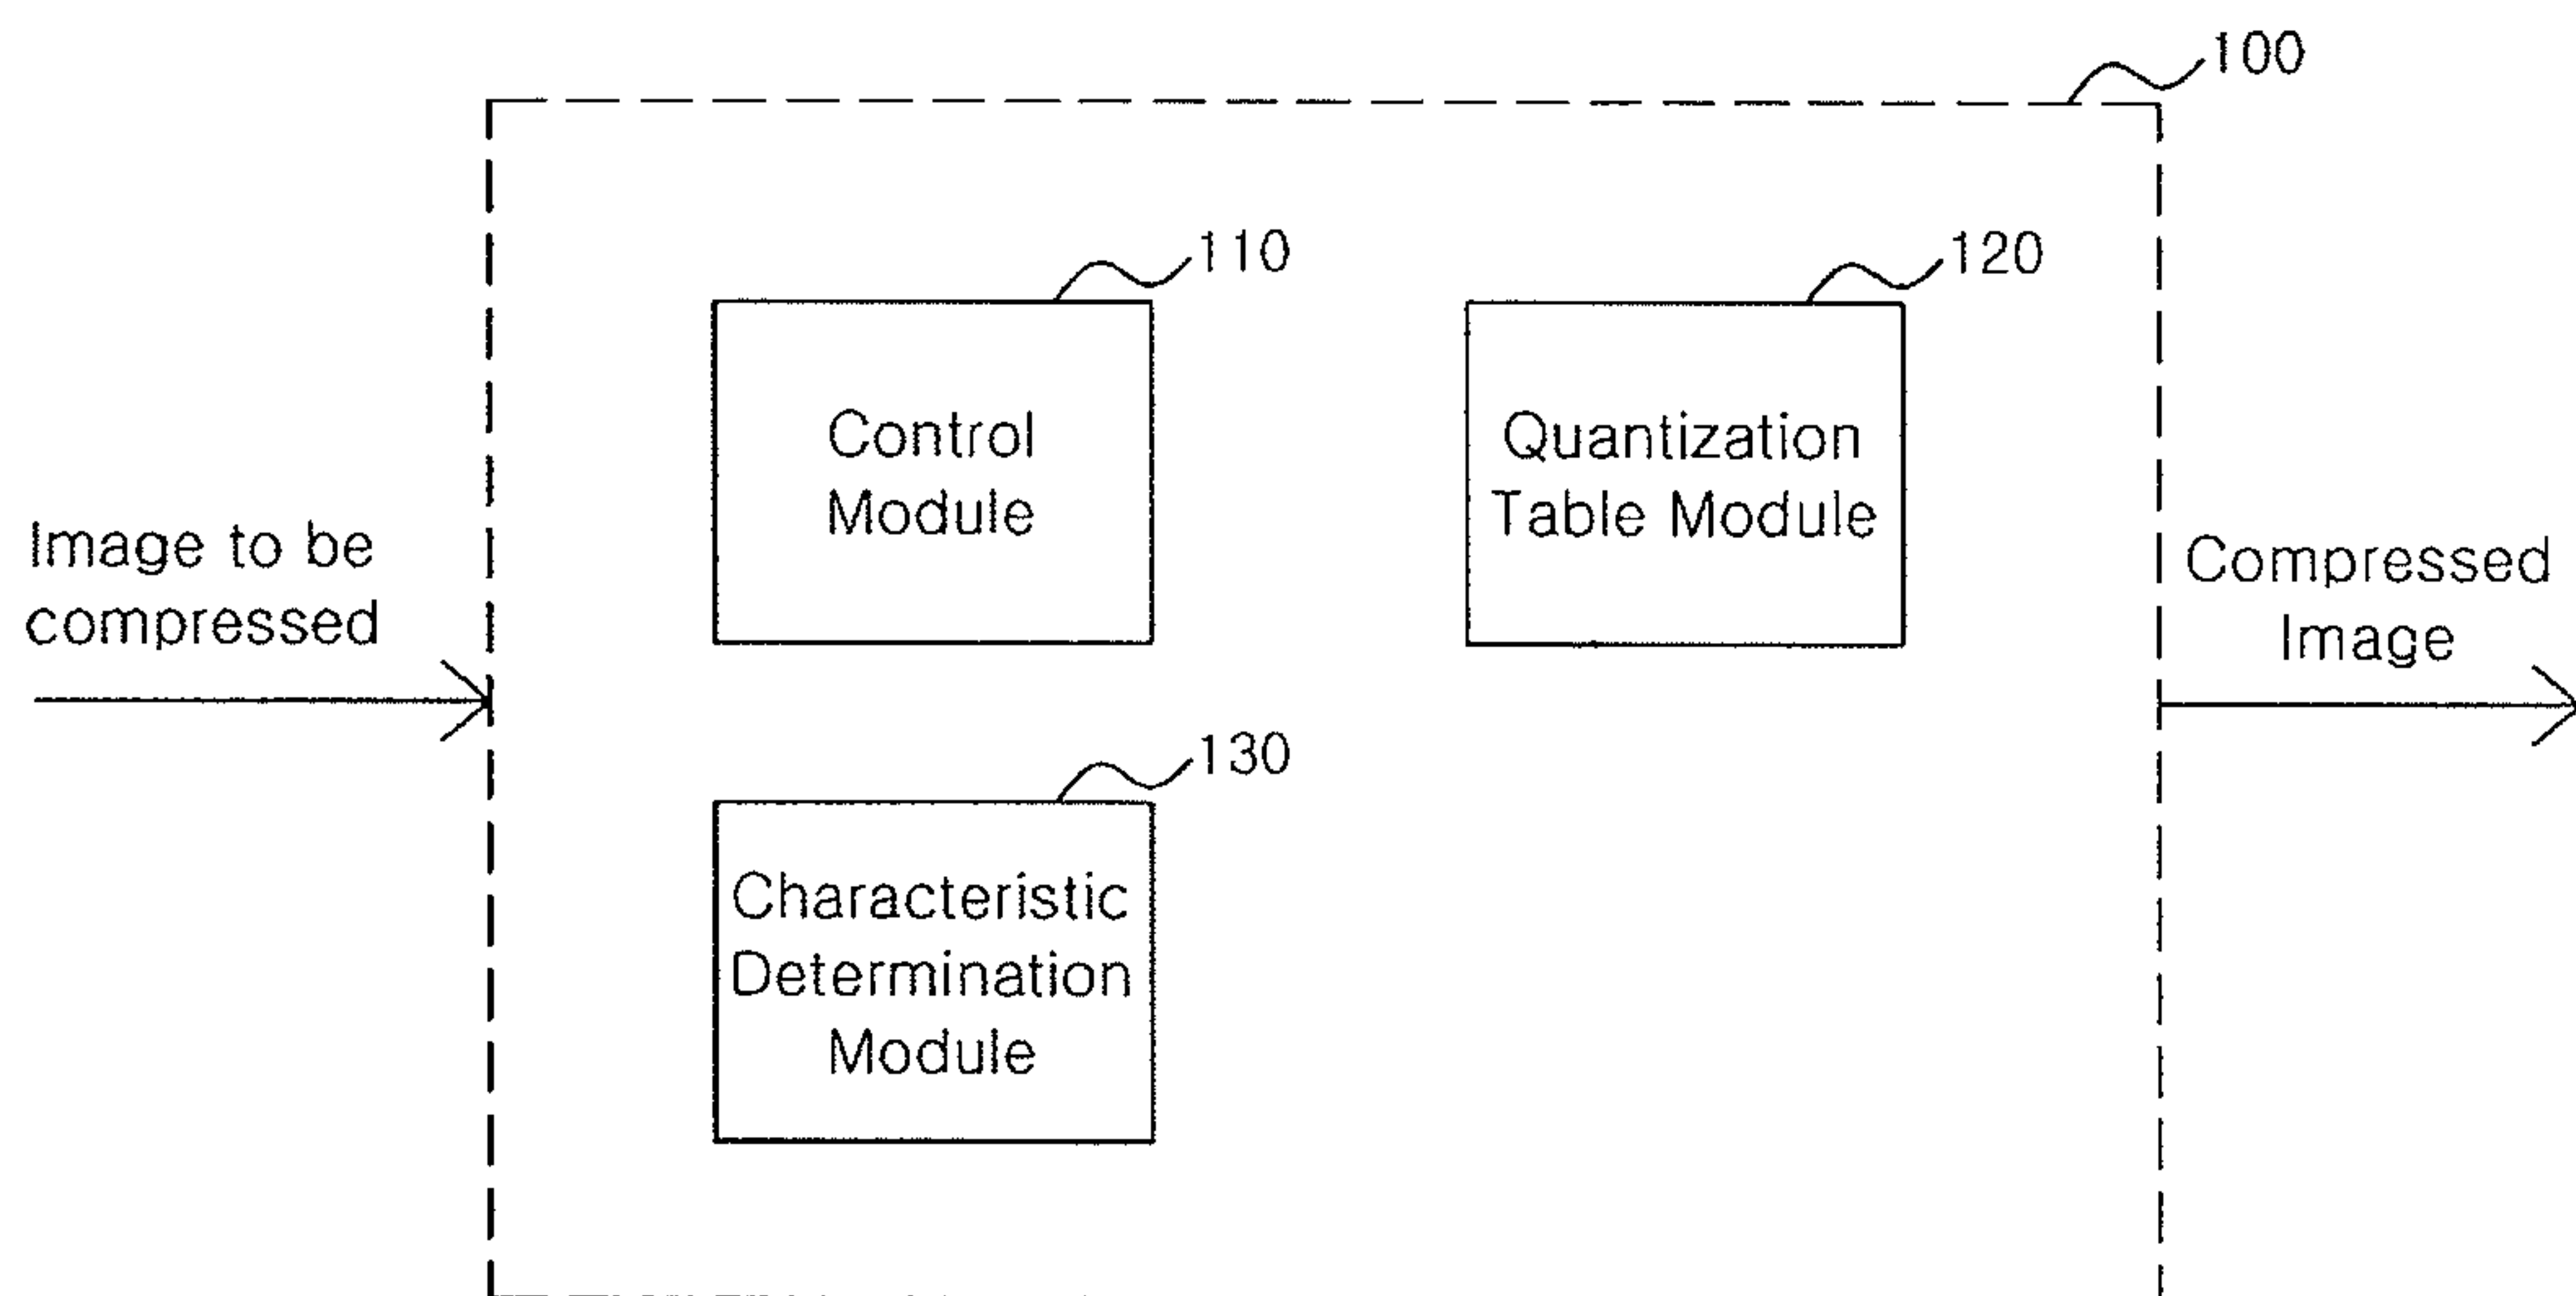 100
110
120
Control
Module
Quantization
Table Module
Image to be
compressed
Compressed
Image
130
Characteristic
Determination
Module